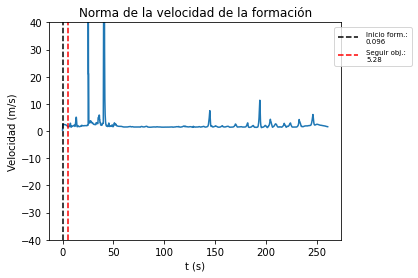 Norma de la velocidad de la formación
40
30
20
10
0
−10
−20
−30
−40
Velocidad (m/s)
0 50 100 150 200 250
t (s)
Inicio form.:
0.096
Seguir obj.:
5.28